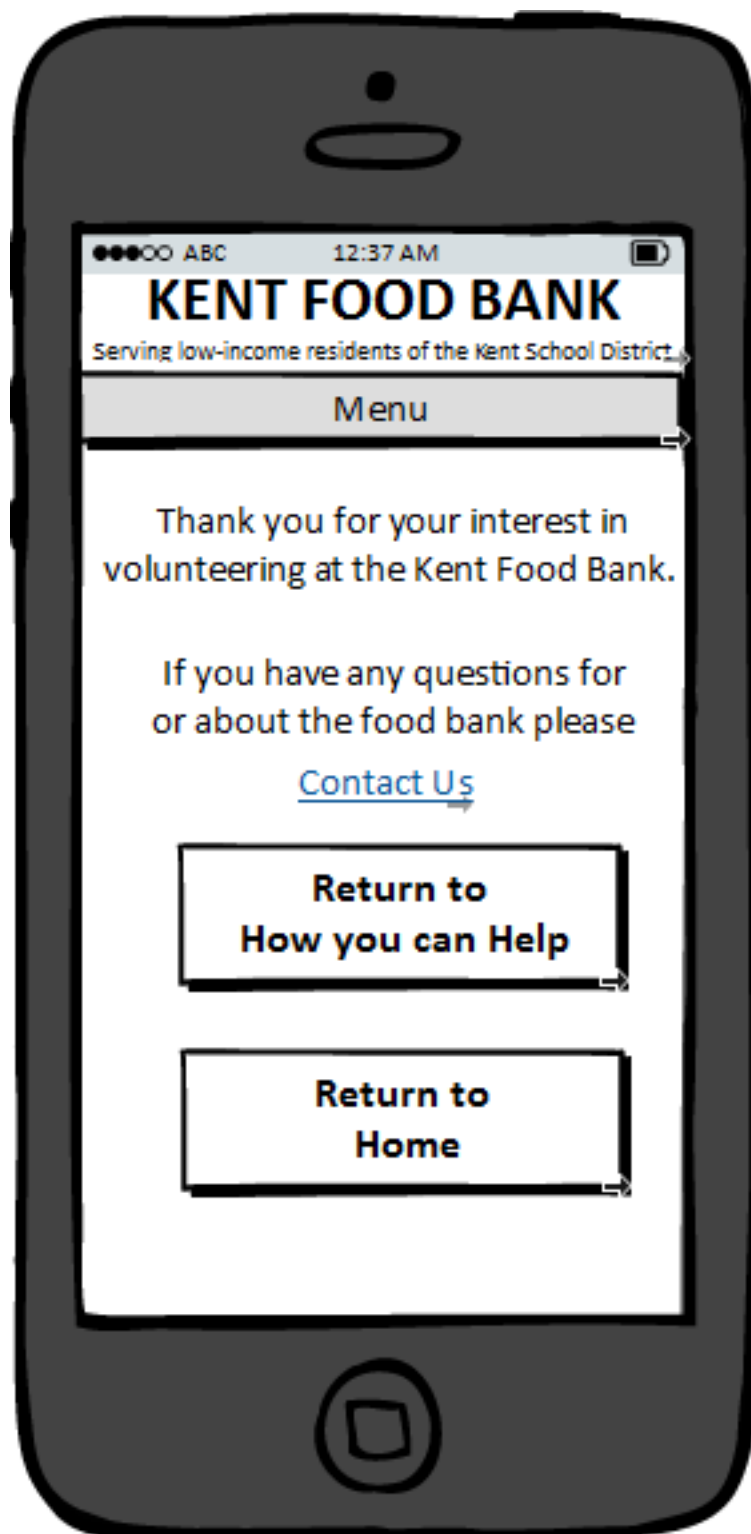 ABC 12:37 AM
KENT FOOD BANK
Serving low-income residents of the Kent School District
Menu
Thank you for your interest in
volunteering at the Kent Food Bank.
If you have any questions for
or about the food bank please
Contact Us
Return to
How you can Help
Return to
Home